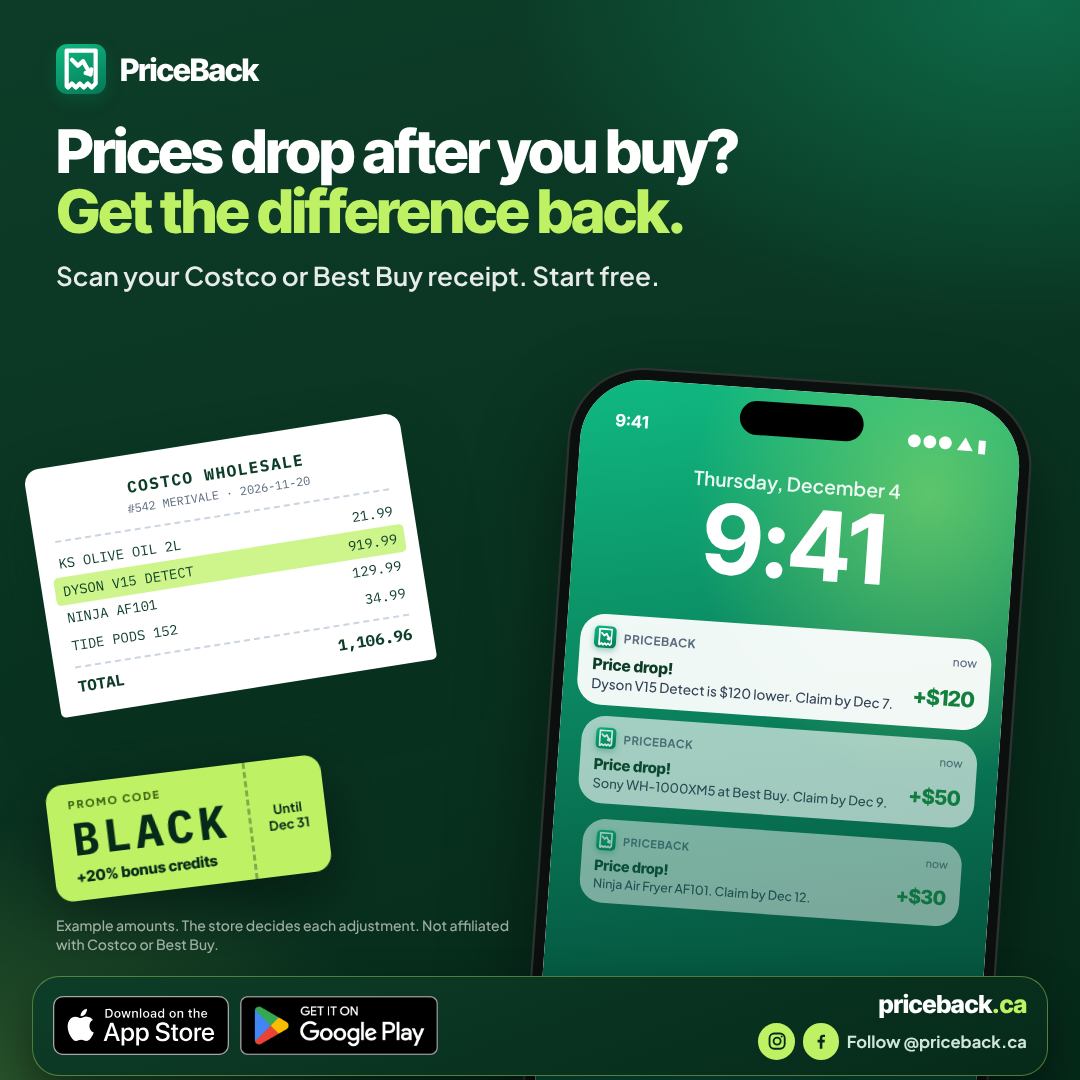 PriceBack
Prices drop after you buy?
Get the difference back.
Scan your Costco or Best Buy receipt. Start free.
COSTCO WHOLESALE
#542 MERIVALE · 2026-11-20
KS OLIVE OIL 2L 21.99
DYSON V15 DETECT 919.99
NINJA AF101 129.99
TIDE PODS 152 34.99
TOTAL 1,106.96
PROMO CODE
BLACK
+20% bonus credits
Until
Dec 31
Example amounts. The store decides each adjustment. Not affiliated
with Costco or Best Buy.
9:41
Thursday, December 4
9:41
PRICEBACK now
Price drop!
Dyson V15 Detect is $120 lower. Claim by Dec 7. +$120
PRICEBACK now
Price drop!
Sony WH-1000XM5 at Best Buy. Claim by Dec 9. +$50
PRICEBACK now
Price drop!
Ninja Air Fryer AF101. Claim by Dec 12. +$30
Download on the
App Store
GET IT ON
Google Play
priceback.ca
Follow @priceback.ca